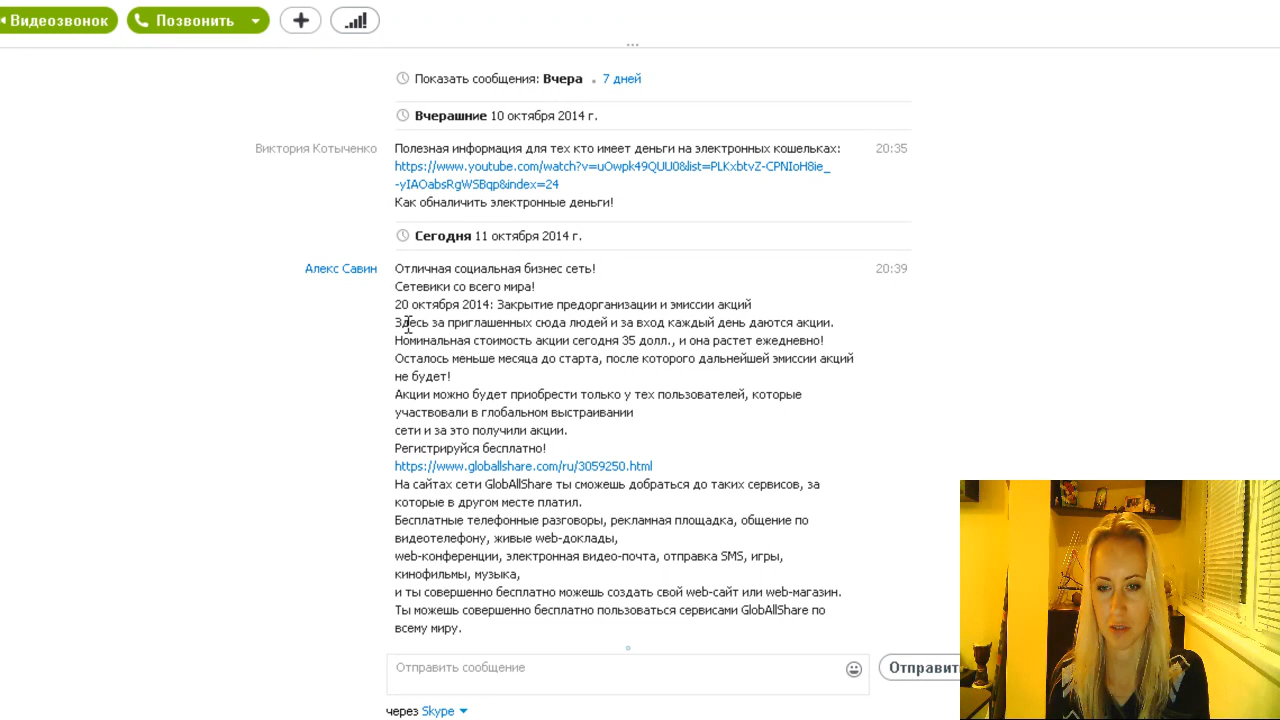 Видеозвонок
Позвонить
Показать сообщения: Вчера . 7 дней
Вчерашние 10 октября 2014 г.
Виктория Котыченко
Полезная информация для тех кто имеет деньги на электронных кошельках:
20:35
https://www.youtube.com/watch?v=uOwpk49QUU0&list=PLKxbtvZ-CPNIoH8ie_
-yIAOabsRgWSBqp&index=24
Как обналичить электронные деньги!
Сегодня 11 октября 2014 г.
Алекс Савин
Отличная социальная бизнес сеть!
20:39
Сетевики со всего мира!
20 октября 2014: Закрытие предорганизации и эмиссии акций
Здесь за приглашенных сюда людей и за вход каждый день даются акции.
Номинальная стоимость акции сегодня 35 долл., и она растет ежедневно!
Осталось меньше месяца до старта, после которого дальнейшей эмиссии акций
не будет!
Акции можно будет приобрести только у тех пользователей, которые
участвовали в глобальном выстраивании
сети и за это получили акции.
Регистрируйся бесплатно!
https://www.globallshare.com/ru/3059250.html
На сайтах сети GlobAllShare ты сможешь добраться до таких сервисов, за
которые в другом месте платил.
Бесплатные телефонные разговоры, рекламная площадка, общение по
видеотелефону, живые web-доклады,
web-конференции, электронная видео-почта, отправка SMS, игры,
кинофильмы, музыка,
и ты совершенно бесплатно можешь создать свой web-сайт или web-магазин.
Ты можешь совершенно бесплатно пользоваться сервисами GlobAllShare по
всему миру.
Отправить сообщение
Отправит
через Skype